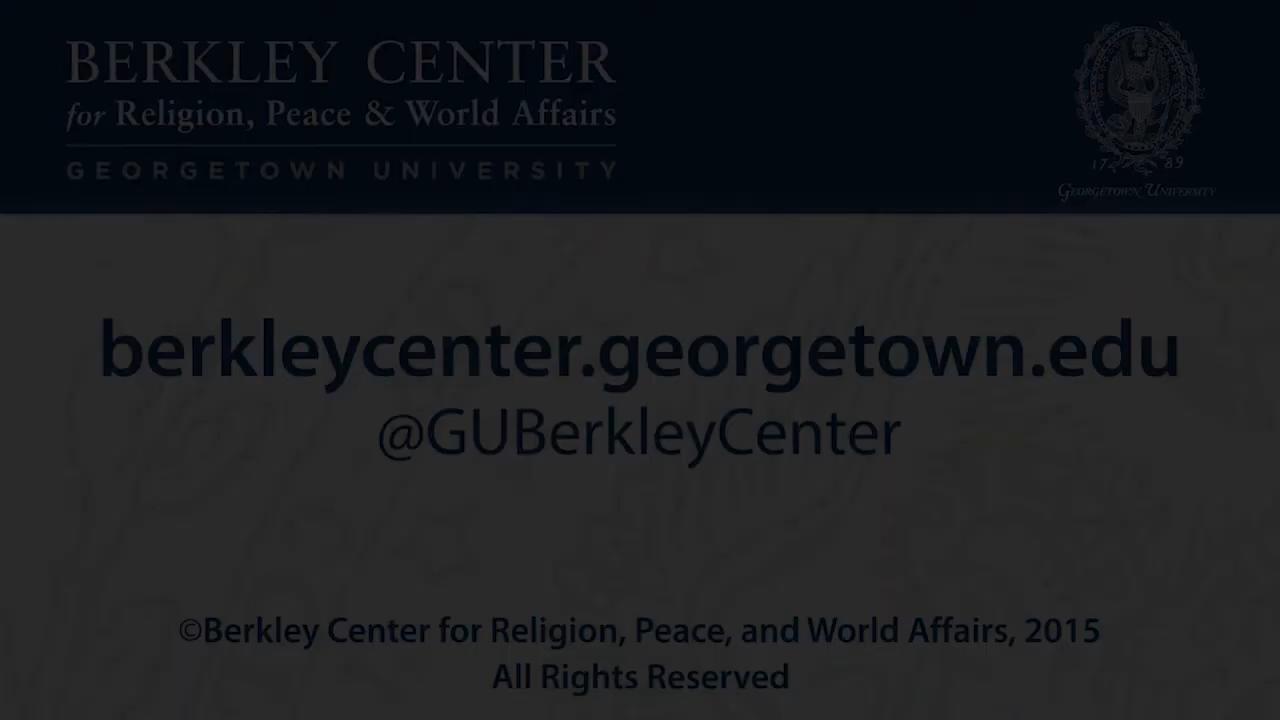 BERKLEY CENTER
for Religion, Peace & World Affairs
GEORGETOWN UNIVERSITY
1789
GEORGETOWN UNIVERSITY
berkleycenter.georgetown.edu
@GUBerkleyCenter
©Berkley Center for Religion, Peace, and World Affairs, 2015
All Rights Reserved